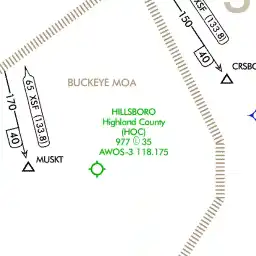 150
XSF (133.8)
40
CRSBO
BUCKEYE MOA
65 XSF (133.8)
170
40
MUSKT
HILLSBORO
Highland County
(HOC)
977 Ⓛ 35
AWOS-3 118.175